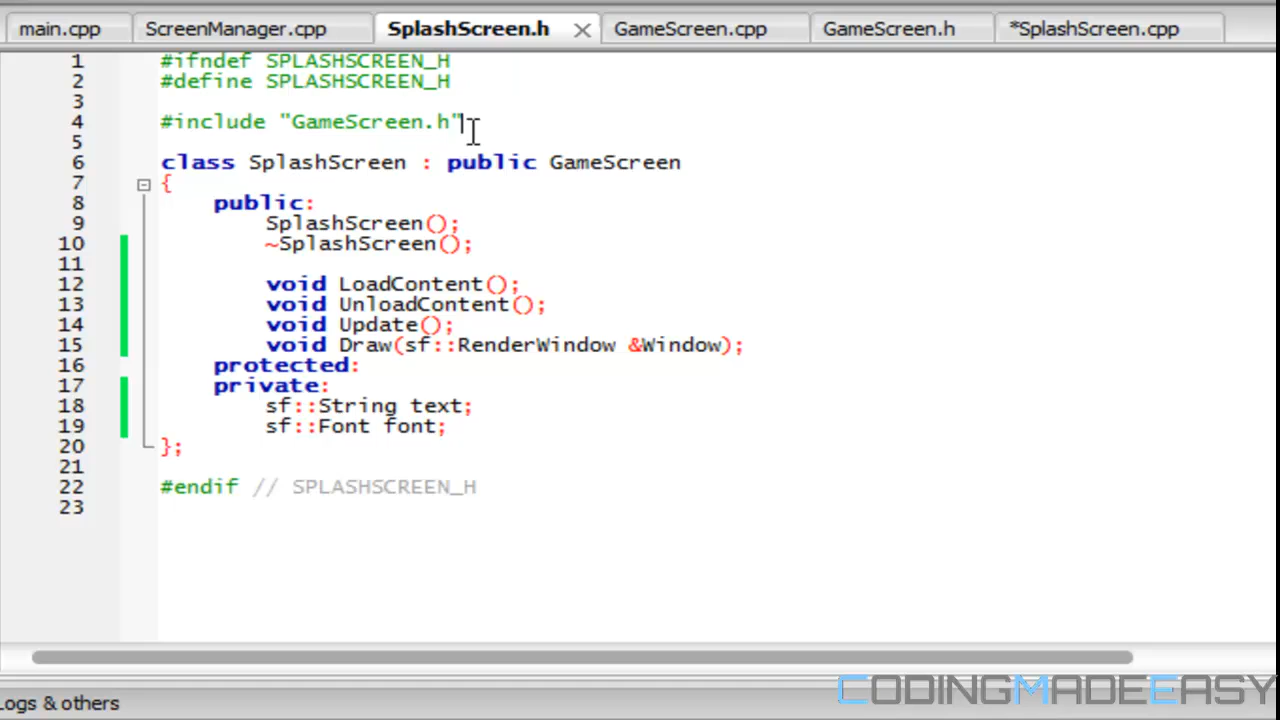 main.cpp ScreenManager.cpp SplashScreen.h GameScreen.cpp GameScreen.h *SplashScreen.cpp
1 #ifndef SPLASHSCREEN_H
2 #define SPLASHSCREEN_H
3
4 #include "GameScreen.h"
5
6 class SplashScreen : public GameScreen
7 {
8 public:
9 SplashScreen();
10 ~SplashScreen();
11
12 void LoadContent();
13 void UnloadContent();
14 void Update();
15 void Draw(sf::RenderWindow &Window);
16 protected:
17 private:
18 sf::String text;
19 sf::Font font;
20 };
21
22 #endif // SPLASHSCREEN_H
23
Logs & others
CODINGMADEEASY